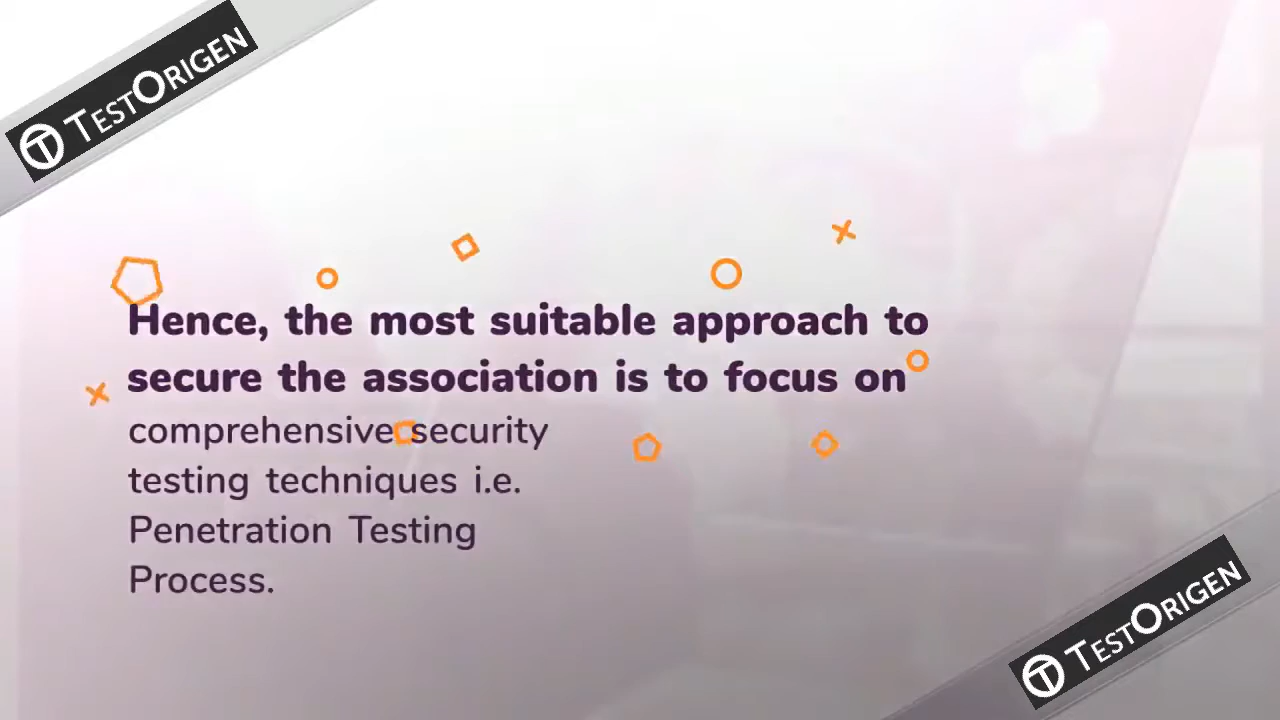 TESTORIGEN
Hence, the most suitable approach to
secure the association is to focus on
comprehensive security
testing techniques i.e.
Penetration Testing
Process.
TESTORIGEN